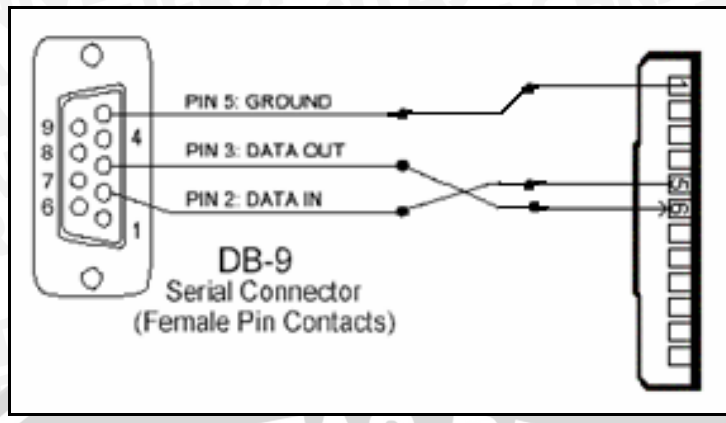 PIN 5: GROUND
9
4
8
PIN 3: DATA OUT
7
PIN 2: DATA IN
6
1
DB-9
Serial Connector
(Female Pin Contacts)
1
5
6